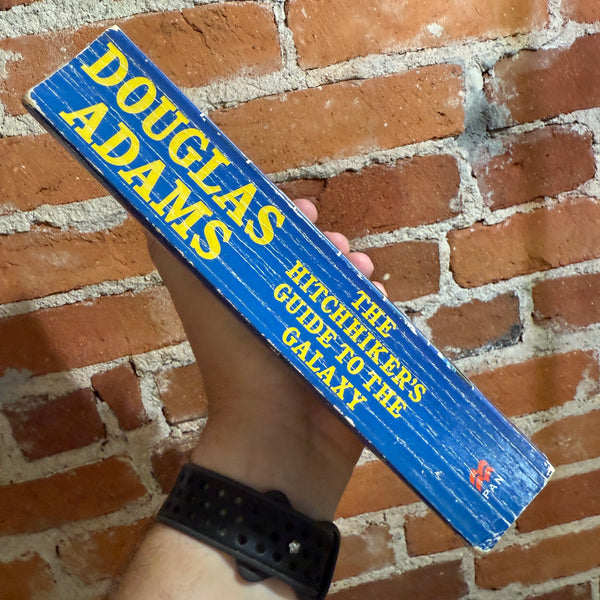 DOUGLAS
ADAMS
THE
HITCHHIKER'S
GUIDE TO THE
GALAXY
PAN